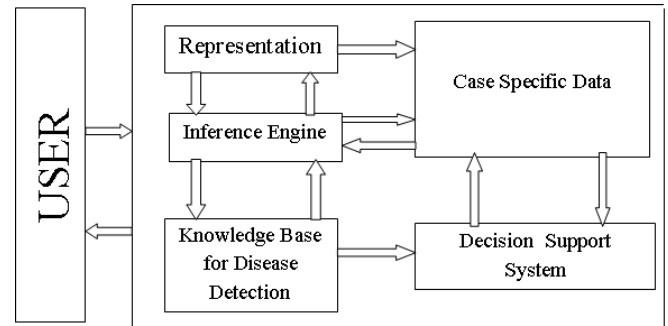 USER
Representation
Inference Engine
Knowledge Base
for Disease
Detection
Case Specific Data
Decision Support
System